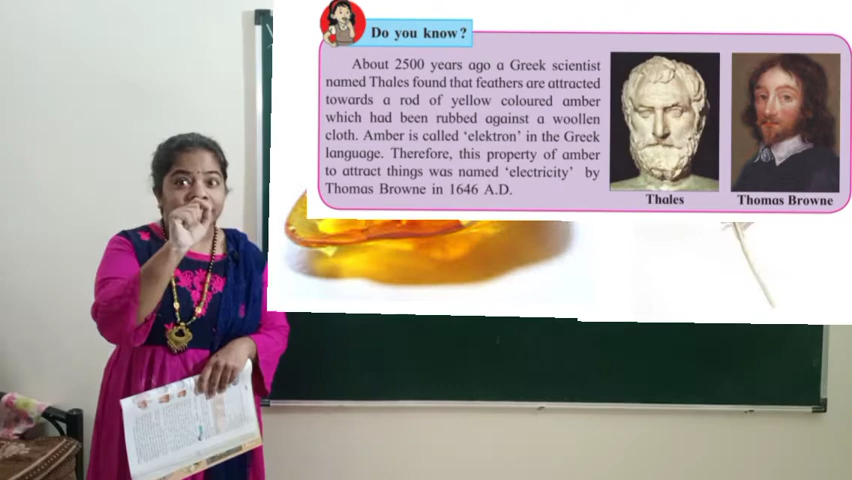 Do you know?
About 2500 years ago a Greek scientist
named Thales found that feathers are attracted
towards a rod of yellow coloured amber
which had been rubbed against a woollen
cloth. Amber is called ‘elektron’ in the Greek
language. Therefore, this property of amber
to attract things was named ‘electricity’ by
Thomas Browne in 1646 A.D.
Thales
Thomas Browne